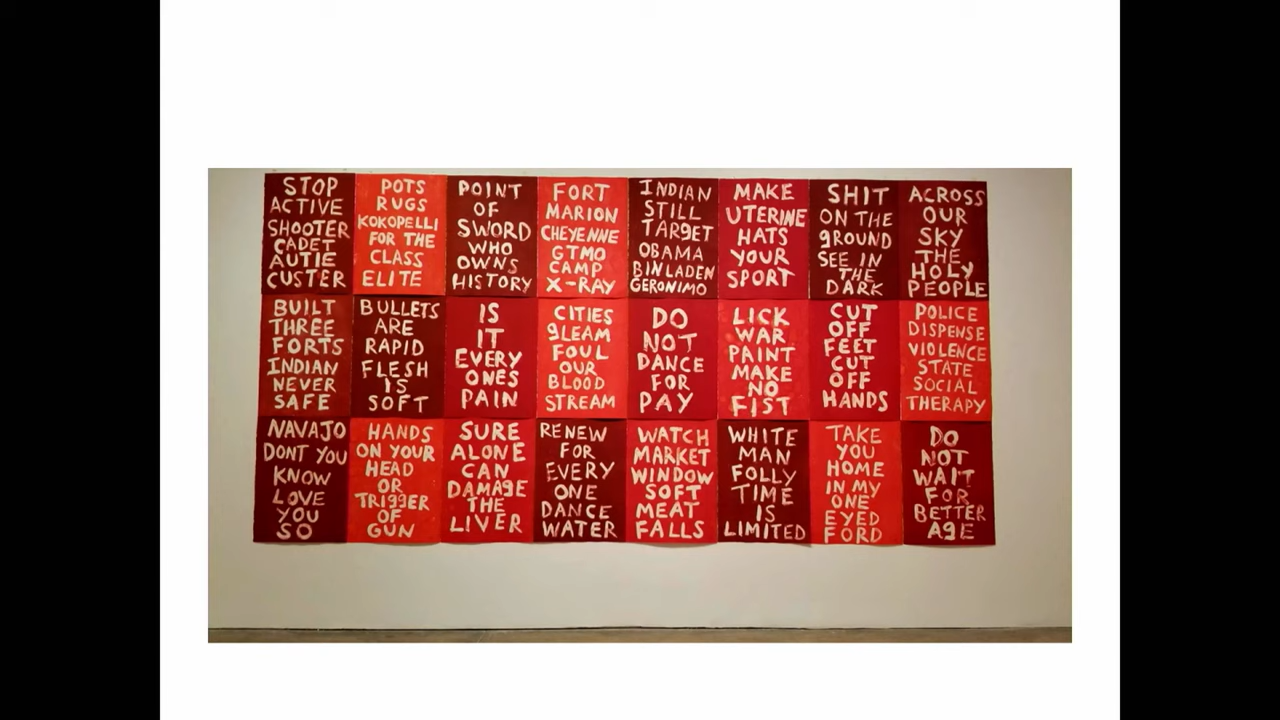 STOP
ACTIVE
SHOOTER
CADET
AUTIE
CUSTER
POTS
RUGS
KOKOPELLI
FOR THE
CLASS
ELITE
POINT
OF
SWORD
WHO
OWNS
HISTORY
FORT
MARION
CHEYENNE
GTMO
CAMP
X-RAY
INDIAN
STILL
TARgET
OBAMA
BINLADEN
GERONIMO
MAKE
UTERINE
HATS
YOUR
SPORT
SHIT
ON THE
gROUND
SEE IN
THE
DARK
ACROSS
OUR
SKY
THE
HOLY
PEOPLE
BUILT
THREE
FORTS
INDIAN
NEVER
SAFE
BULLETS
ARE
RAPID
FLESH
IS
SOFT
IS
IT
EVERY
ONES
PAIN
CITIES
gLEAM
FOUL
OUR
BLOOD
STREAM
DO
NOT
DANCE
FOR
PAY
LICK
WAR
PAINT
MAKE
NO
FIST
CUT
OFF
FEET
CUT
OFF
HANDS
POLICE
DISPENSE
VIOLENCE
STATE
SOCIAL
THERAPY
NAVAJO
DONT YOU
KNOW
LOVE
YOU
SO
HANDS
ON YOUR
HEAD
OR
TRIggER
OF
GUN
SURE
ALONE
CAN
DAMAgE
THE
LIVER
RENEW
FOR
EVERY
ONE
DANCE
WATER
WATCH
MARKET
WINDOW
SOFT
MEAT
FALLS
WHITE
MAN
FOLLY
TIME
IS
LIMITED
TAKE
YOU
HOME
IN MY
ONE
EYED
FORD
DO
NOT
WAIT
FOR
BETTER
AgE